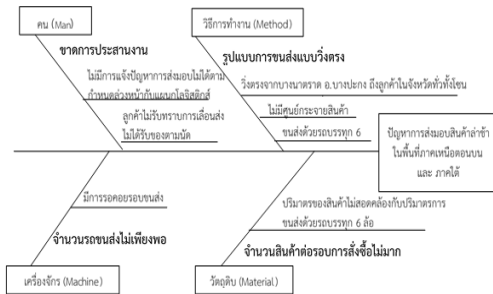 คน (Man)
วิธีการทำงาน (Method)
ขาดการประสานงาน
รูปแบบการขนส่งแบบวิ่งตรง
ไม่มีการแจ้งปัญหาการส่งมอบไม่ได้ตาม
กำหนดล่วงหน้ากับแผนกโลจิสติกส์
วิ่งตรงจากบางนาตราด อ.บางปะกง ถึงลูกค้าในจังหวัดทั่วทั้งโซน
ลูกค้าไม่รับทราบการเลื่อนส่ง
ไม่ได้รับของตามนัด
ไม่มีศูนย์กระจายสินค้า
ขนส่งด้วยรถบรรทุก 6
ปัญหาการส่งมอบสินค้าล่าช้า
ในพื้นที่ภาคเหนือตอนบน
และ ภาคใต้
มีการรอคอยรอบขนส่ง
จำนวนรถขนส่งไม่เพียงพอ
ปริมาตรของสินค้าไม่สอดคล้องกับปริมาตรการ
ขนส่งด้วยรถบรรทุก 6 ล้อ
จำนวนสินค้าต่อรอบการสั่งซื้อไม่มาก
เครื่องจักร (Machine)
วัตถุดิบ (Material)